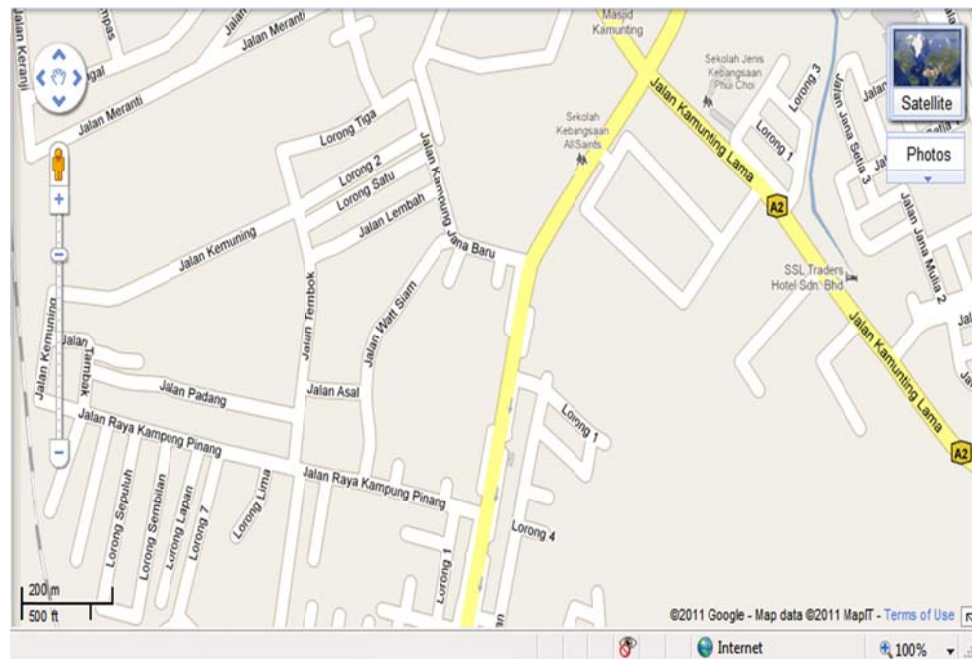 Masjid
Kamunting
Jalan Keranji
Jalan Meranti
Jalan Meranti
Sekolah Jenis
Kebangsaan
Phui Choi
Lorong 3
Satellite
Photos
Lorong Tiga
Sekolah
Kebangsaan
AllSaints
Jalan Kamunting Lama
Lorong 1
Jalan Jana Setia 3
Lorong 2
Lorong Satu
Jalan Kampung
Jana Baru
A2
Jalan Lembah
Jalan Jana Mulia 2
Jalan Kemuning
SSL Traders
Hotel Sdn. Bhd
Jalan Watt Siam
Jalan Tembok
Jalan Kemuning
Jalan
Tambak
Jalan Kamunting Lama
Jalan Padang
Jalan Asal
Lorong 1
Jalan Raya Kampung Pinang
A2
Jalan Raya Kampung Pinang
Lorong Sepuluh
Lorong Sembilan
Lorong Lapan
Lorong 7
Lorong Lima
Lorong 4
Lorong 1
200 m
500 ft
©2011 Google - Map data ©2011 MapIT - Terms of Use
Internet
100%